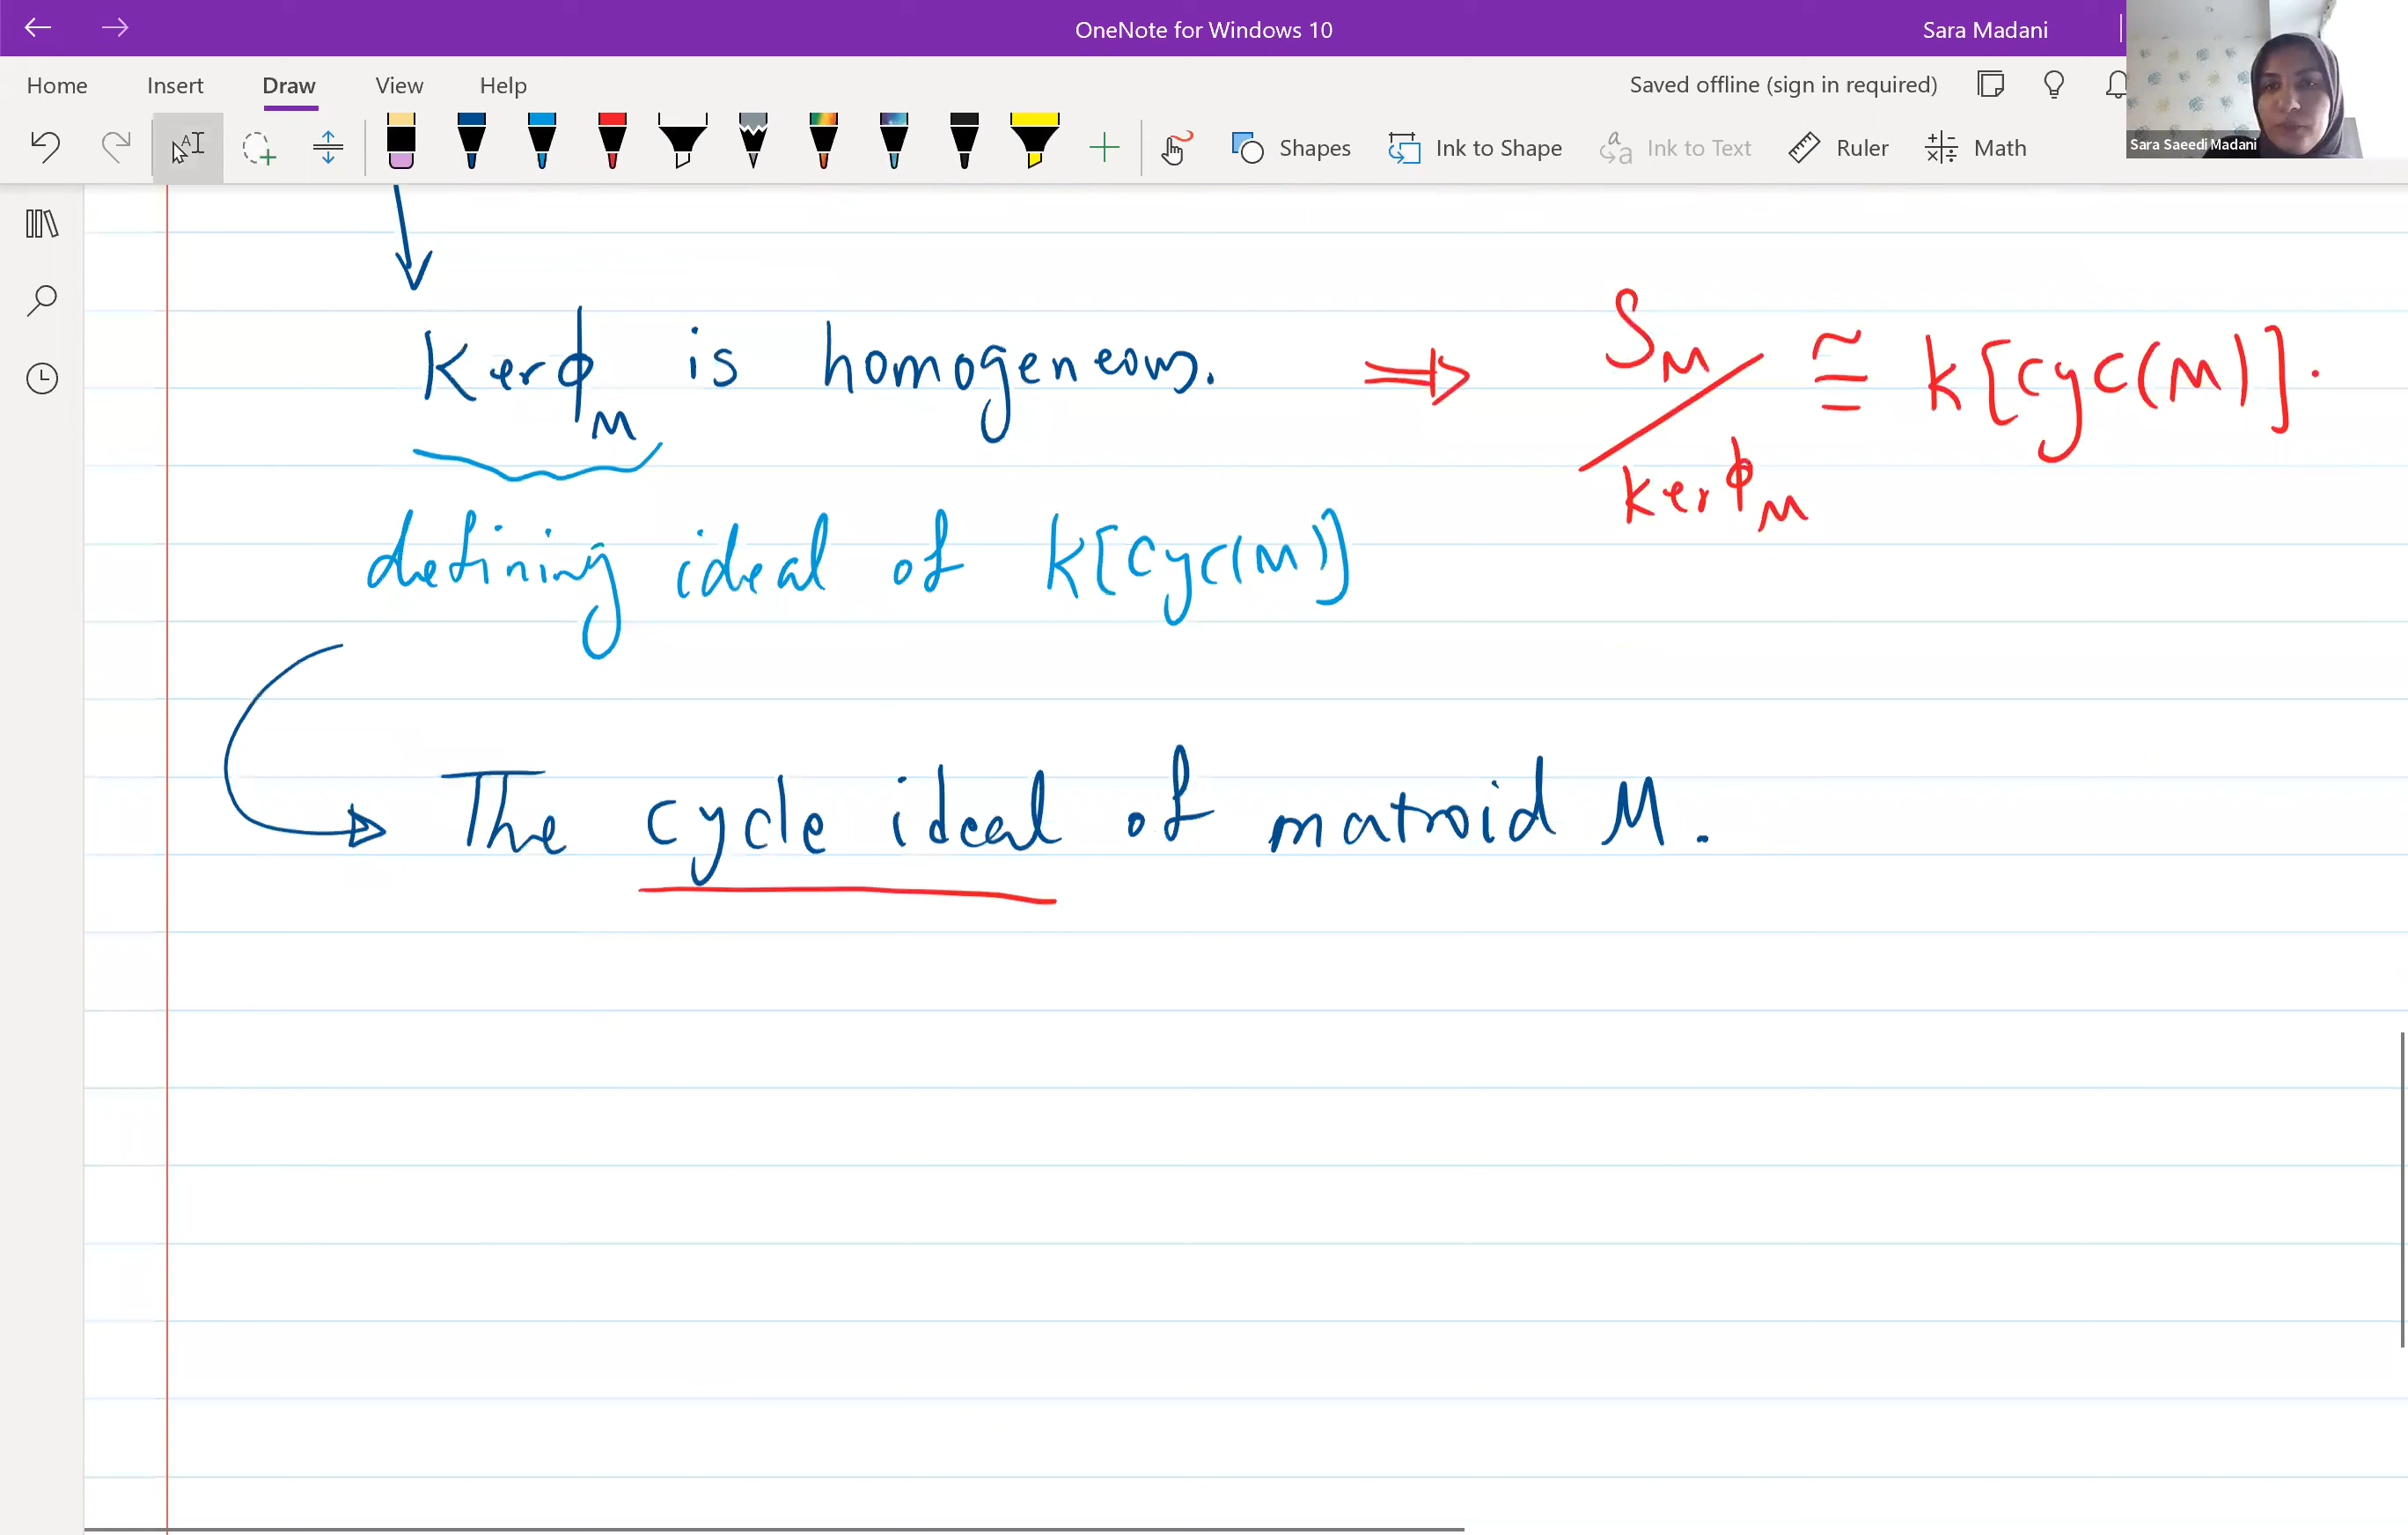 OneNote for Windows 10
Sara Madani
Home Insert Draw View Help
Saved offline (sign in required)
Shapes Ink to Shape Ink to Text Ruler Math
Sara Saeedi Madani
Kerϕ_M is homogeneous. ⇒ S_M / kerϕ_M ≅ k[cyc(M)].
defining ideal of k[cyc(M)]
The cycle ideal of matroid M.